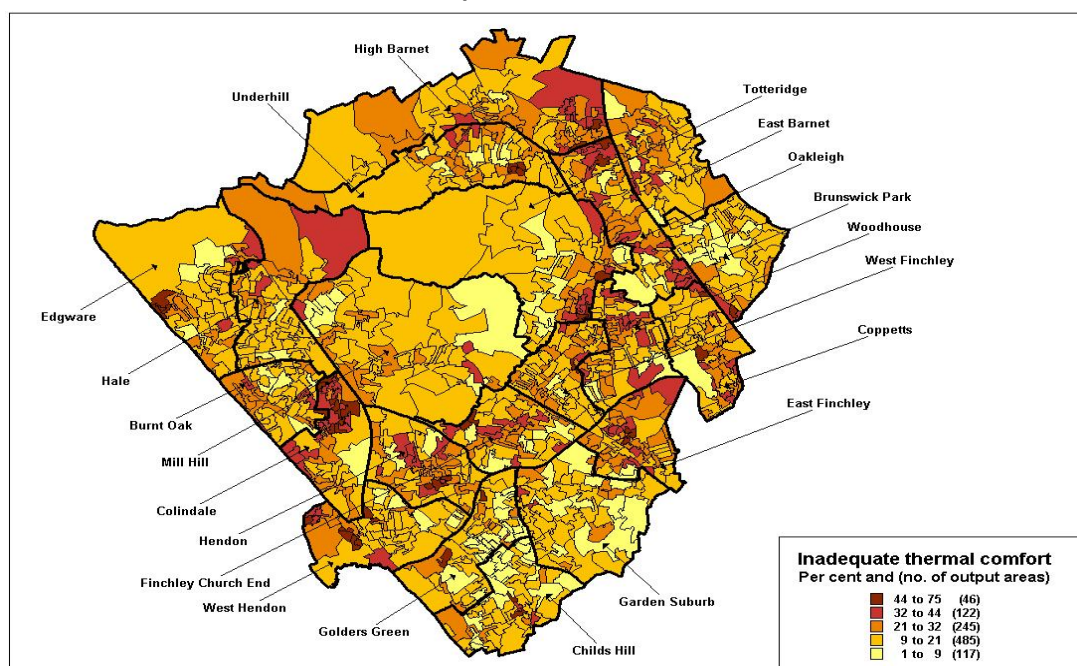 High Barnet
Underhill
Totteridge
East Barnet
Oakleigh
Brunswick Park
Woodhouse
West Finchley
Edgware
Coppetts
Hale
East Finchley
Burnt Oak
Mill Hill
Colindale
Hendon
Finchley Church End
West Hendon
Garden Suburb
Golders Green
Childs Hill
Inadequate thermal comfort
Per cent and (no. of output areas)
44 to 75 (46)
32 to 44 (122)
21 to 32 (245)
9 to 21 (485)
1 to 9 (117)